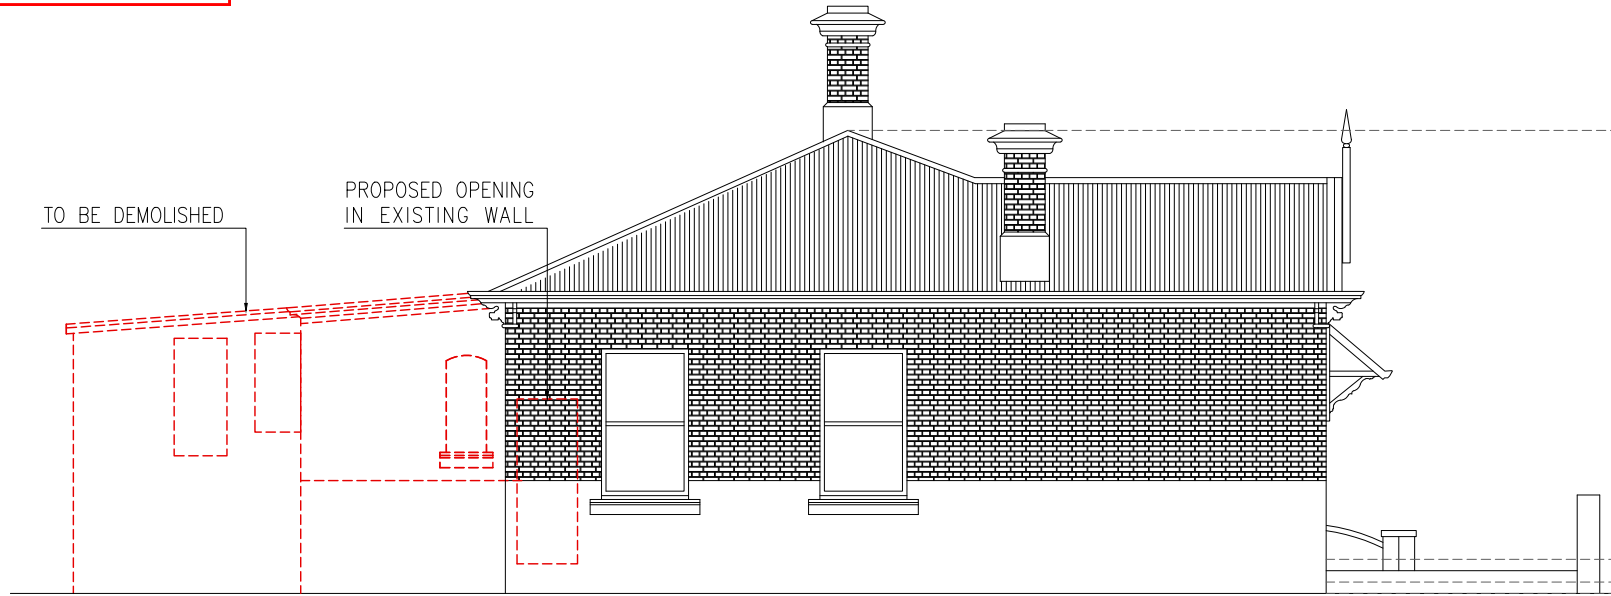 PROPOSED OPENING
IN EXISTING WALL
TO BE DEMOLISHED